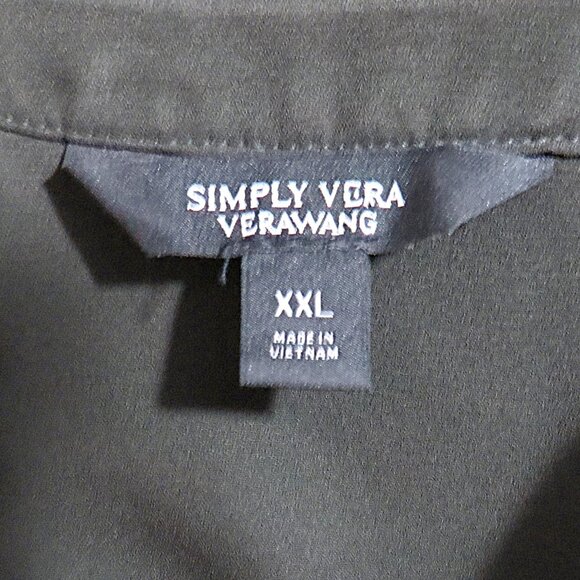 SIMPLY VERA
VERAWANG
XXL
MADE IN
VIETNAM